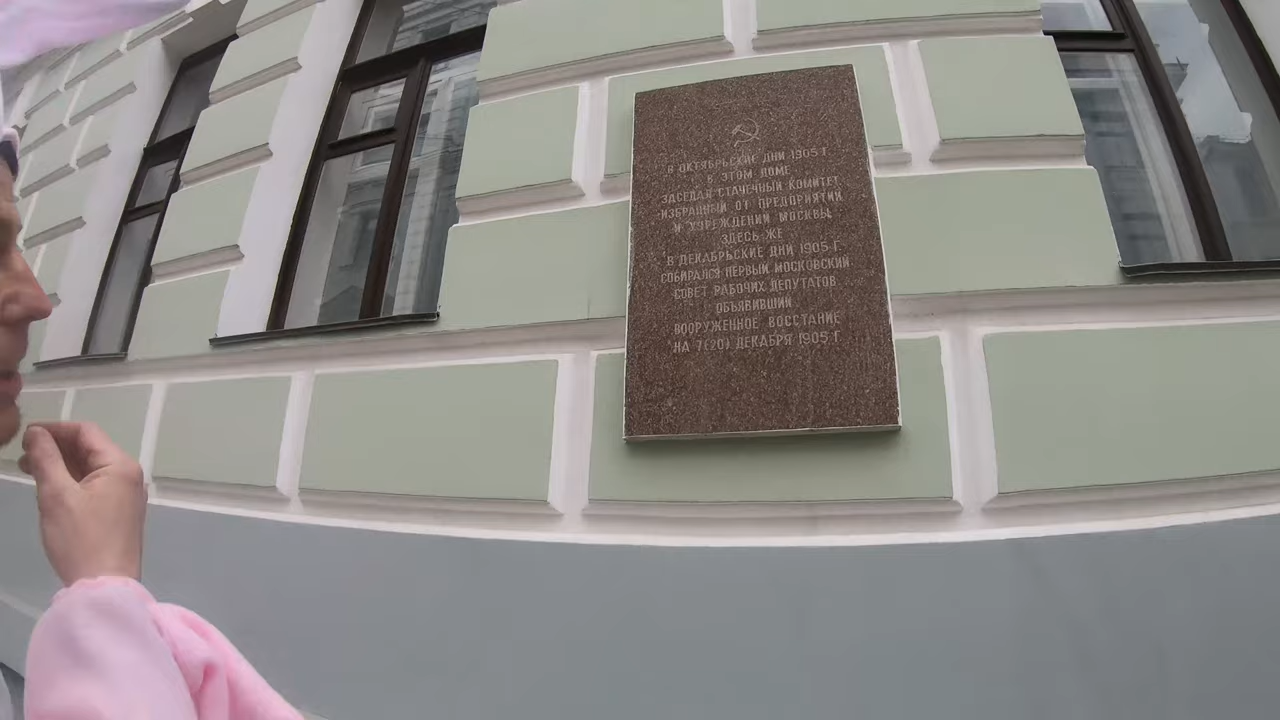 В ОКТЯБРЬСКИЕ ДНИ 1905 Г.
В ЭТОМ ДОМЕ
ЗАСЕДАЛ СТАЧЕЧНЫЙ КОМИТЕТ
ИЗБРАННЫЙ ОТ ПРЕДПРИЯТИЙ
И УЧРЕЖДЕНИЙ МОСКВЫ.
ЗДЕСЬ ЖЕ
В ДЕКАБРЬСКИЕ ДНИ 1905 Г.
СОБИРАЛСЯ ПЕРВЫЙ МОСКОВСКИЙ
СОВЕТ РАБОЧИХ ДЕПУТАТОВ
ОБЪЯВИВШИЙ
ВООРУЖЕННОЕ ВОССТАНИЕ
НА 7(20) ДЕКАБРЯ 1905 Г